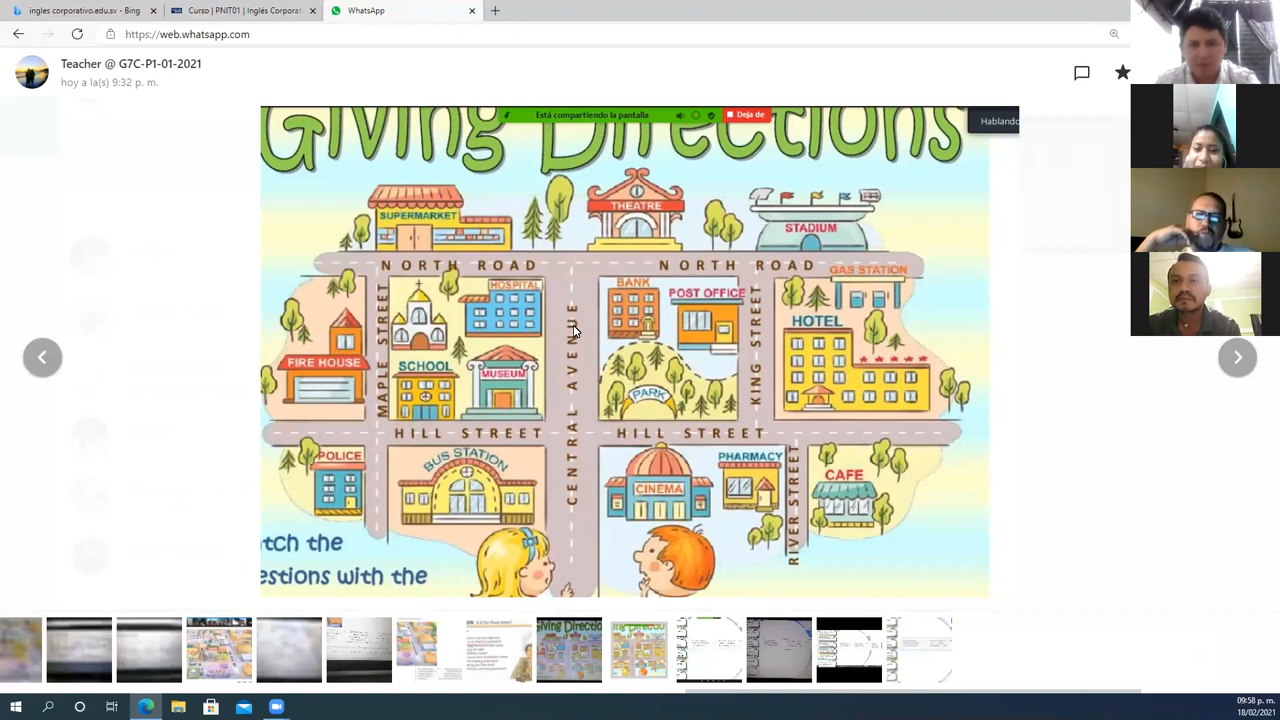 ingles corporativo.edu.sv - Bing
Curso | PNIT01 | Inglés Corporat
WhatsApp
https://web.whatsapp.com
Teacher @ G7C-P1-01-2021
hoy a la(s) 9:32 p. m.
Está compartiendo la pantalla
Deja de
Hablando
Giving Directions
SUPERMARKET
THEATRE
STADIUM
NORTH ROAD
NORTH ROAD
GAS STATION
HOSPITAL
BANK
POST OFFICE
MAPLE STREET
CENTRAL AVENUE
KING STREET
HOTEL
FIRE HOUSE
SCHOOL
MUSEUM
PARK
HILL STREET
HILL STREET
POLICE
BUS STATION
CINEMA
PHARMACY
RIVER STREET
CAFE
tch the
estions with the
09:58 p. m.
18/02/2021